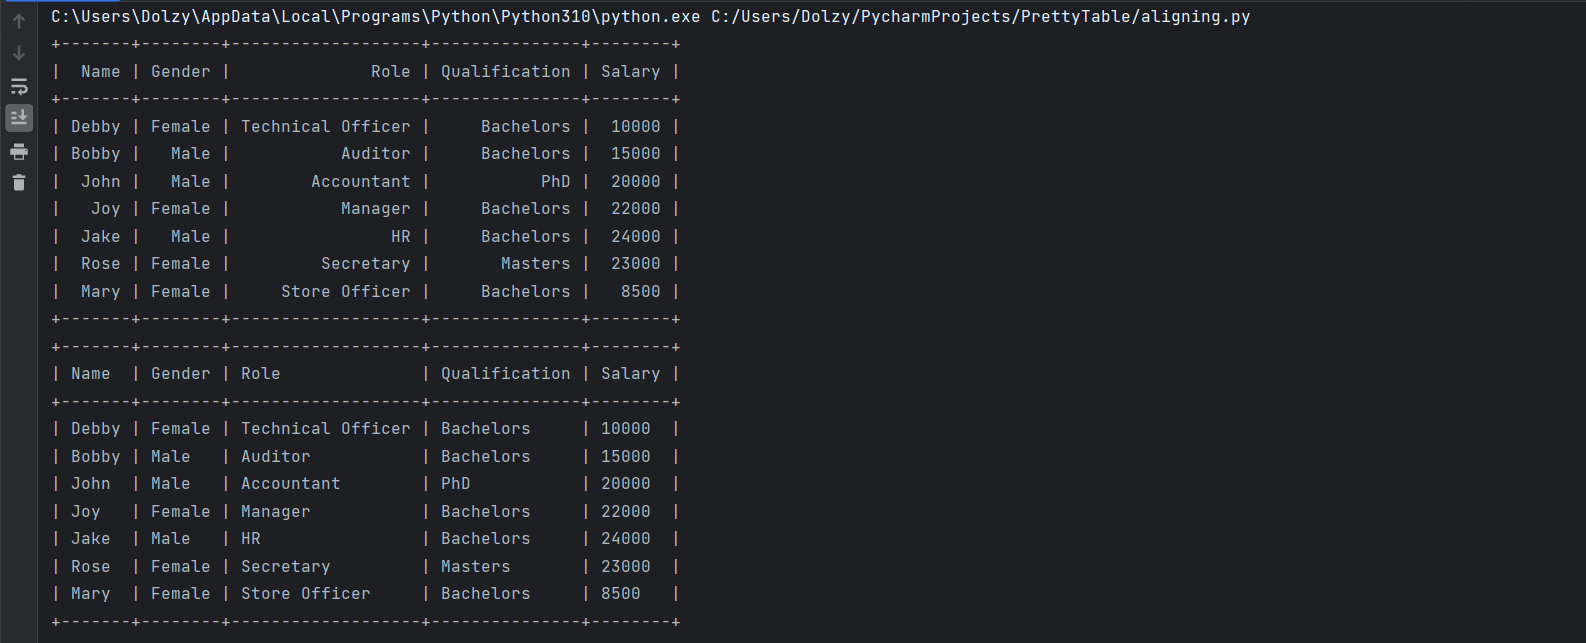 C:\Users\Dolzy\AppData\Local\Programs\Python\Python310\python.exe C:/Users/Dolzy/PycharmProjects/PrettyTable/aligning.py
+-------+--------+-------------------+---------------+--------+
|  Name | Gender |              Role | Qualification | Salary |
+-------+--------+-------------------+---------------+--------+
| Debby | Female | Technical Officer |     Bachelors |  10000 |
| Bobby |   Male |           Auditor |     Bachelors |  15000 |
|  John |   Male |        Accountant |           PhD |  20000 |
|   Joy | Female |           Manager |     Bachelors |  22000 |
|  Jake |   Male |                HR |     Bachelors |  24000 |
|  Rose | Female |         Secretary |       Masters |  23000 |
|  Mary | Female |     Store Officer |     Bachelors |   8500 |
+-------+--------+-------------------+---------------+--------+
+-------+--------+-------------------+---------------+--------+
| Name  | Gender | Role              | Qualification | Salary |
+-------+--------+-------------------+---------------+--------+
| Debby | Female | Technical Officer | Bachelors     | 10000  |
| Bobby | Male   | Auditor           | Bachelors     | 15000  |
| John  | Male   | Accountant        | PhD           | 20000  |
| Joy   | Female | Manager           | Bachelors     | 22000  |
| Jake  | Male   | HR                | Bachelors     | 24000  |
| Rose  | Female | Secretary         | Masters       | 23000  |
| Mary  | Female | Store Officer     | Bachelors     | 8500   |
+-------+--------+-------------------+---------------+--------+